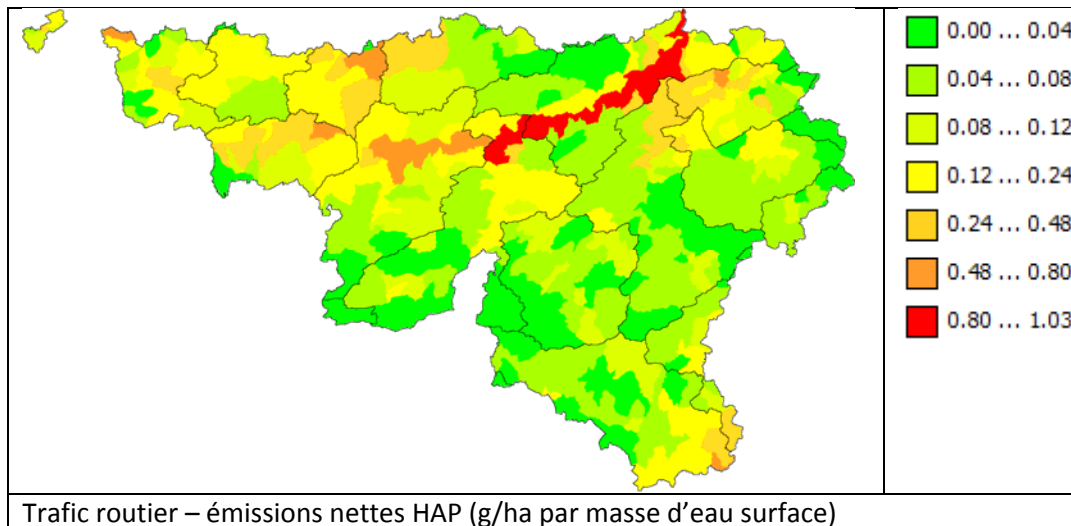 0.00 ... 0.04
0.04 ... 0.08
0.08 ... 0.12
0.12 ... 0.24
0.24 ... 0.48
0.48 ... 0.80
0.80 ... 1.03
Trafic routier – émissions nettes HAP (g/ha par masse d’eau surface)